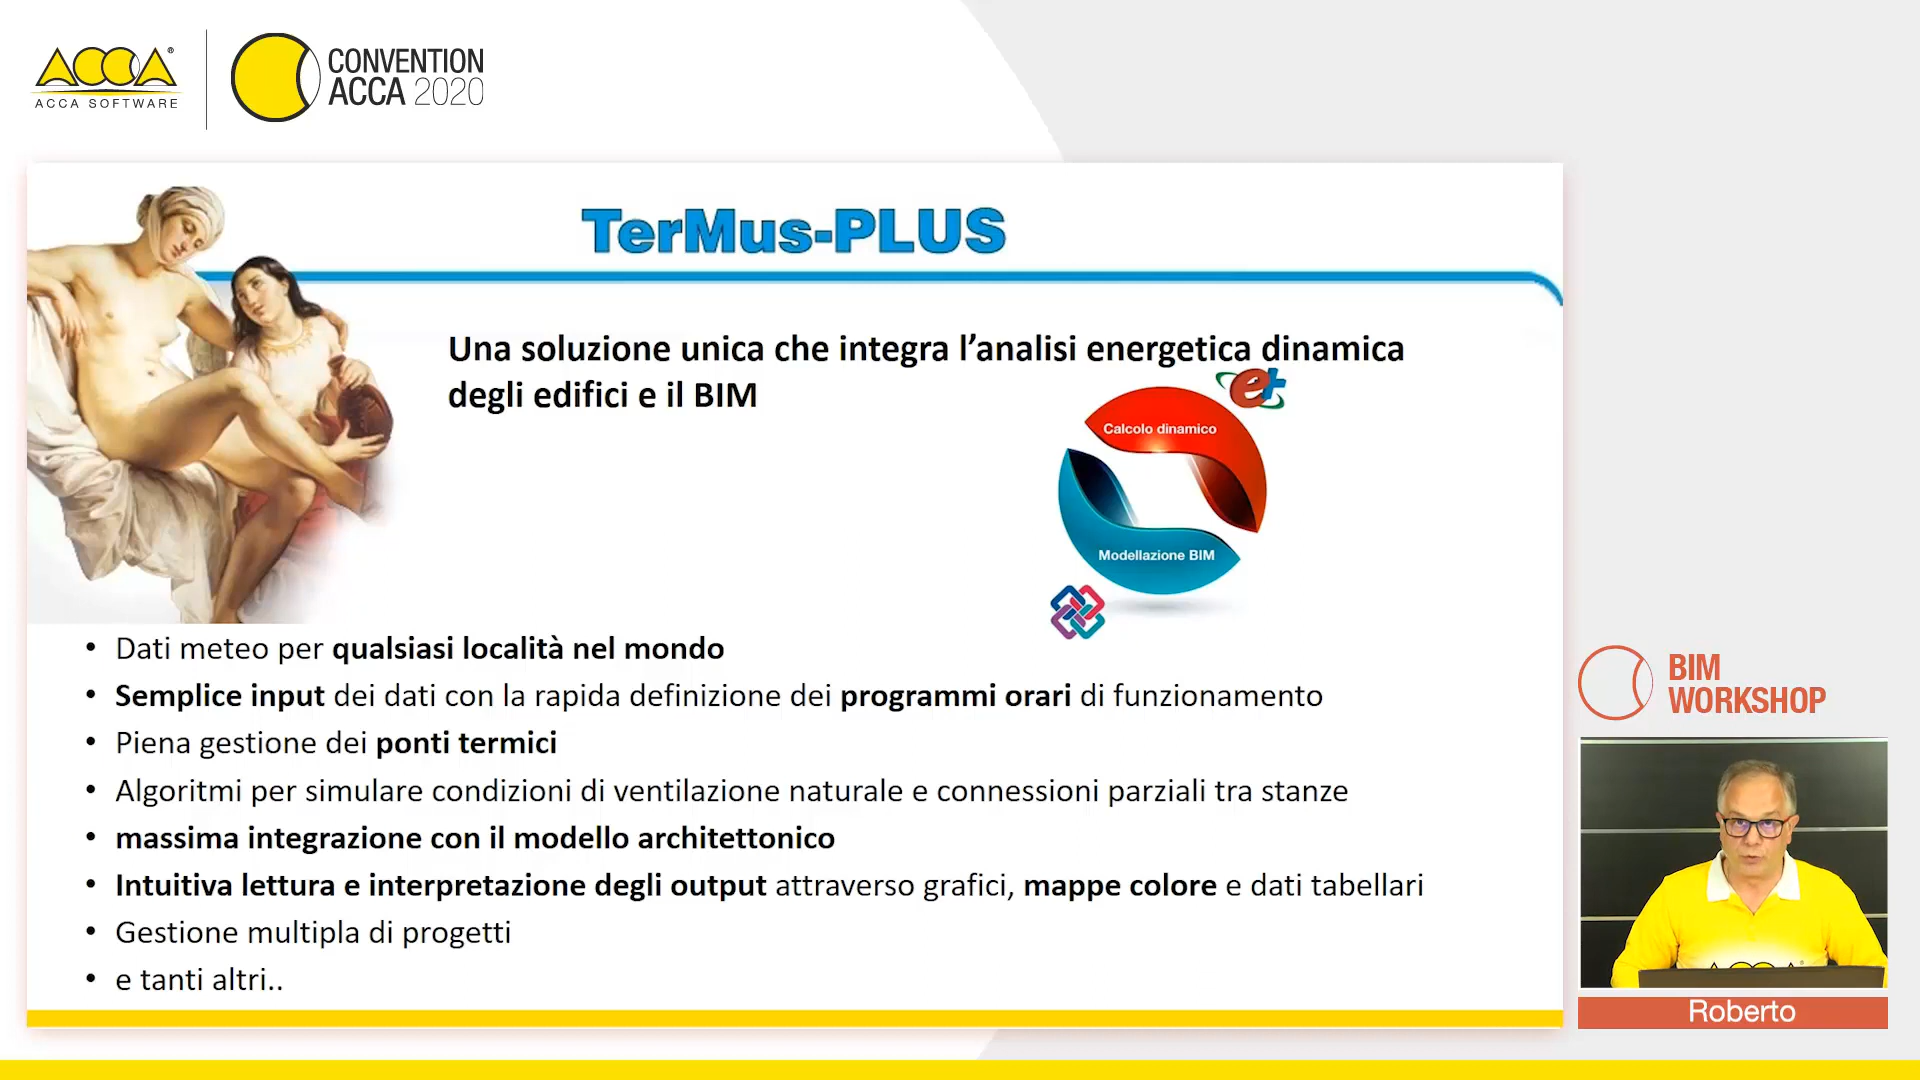 ACCA®
ACCA SOFTWARE
CONVENTION
ACCA 2020
TerMus-PLUS
Una soluzione unica che integra l’analisi energetica dinamica
degli edifici e il BIM
Calcolo dinamico
Modellazione BIM
• Dati meteo per qualsiasi località nel mondo
• Semplice input dei dati con la rapida definizione dei programmi orari di funzionamento
• Piena gestione dei ponti termici
• Algoritmi per simulare condizioni di ventilazione naturale e connessioni parziali tra stanze
• massima integrazione con il modello architettonico
• Intuitiva lettura e interpretazione degli output attraverso grafici, mappe colore e dati tabellari
• Gestione multipla di progetti
• e tanti altri..
BIM
WORKSHOP
Roberto